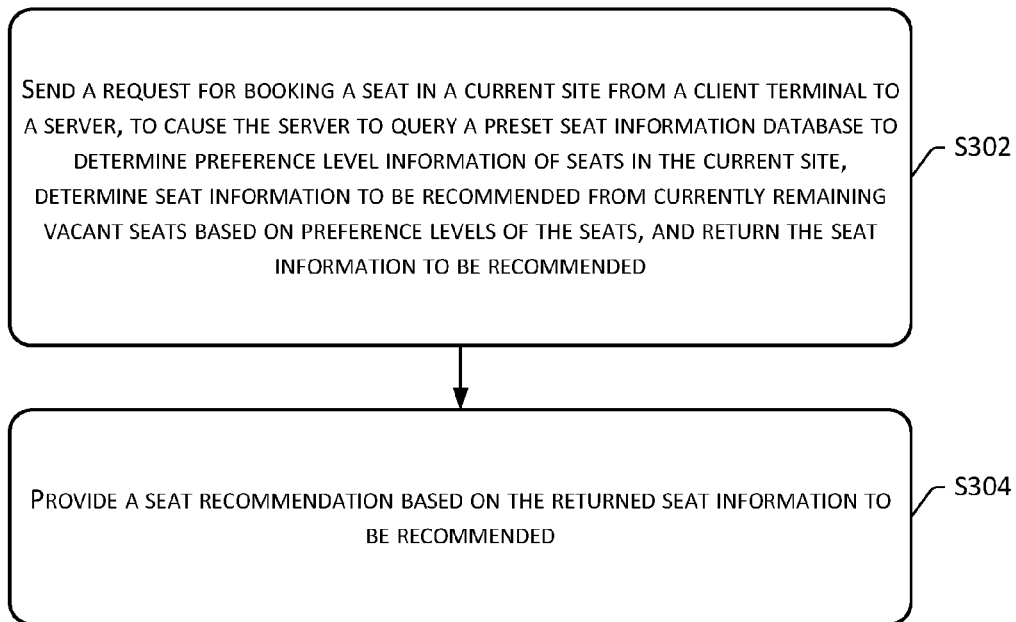 SEND A REQUEST FOR BOOKING A SEAT IN A CURRENT SITE FROM A CLIENT TERMINAL TO
A SERVER, TO CAUSE THE SERVER TO QUERY A PRESET SEAT INFORMATION DATABASE TO
DETERMINE PREFERENCE LEVEL INFORMATION OF SEATS IN THE CURRENT SITE,
DETERMINE SEAT INFORMATION TO BE RECOMMENDED FROM CURRENTLY REMAINING
VACANT SEATS BASED ON PREFERENCE LEVELS OF THE SEATS, AND RETURN THE SEAT
INFORMATION TO BE RECOMMENDED
S302
PROVIDE A SEAT RECOMMENDATION BASED ON THE RETURNED SEAT INFORMATION TO
BE RECOMMENDED
S304